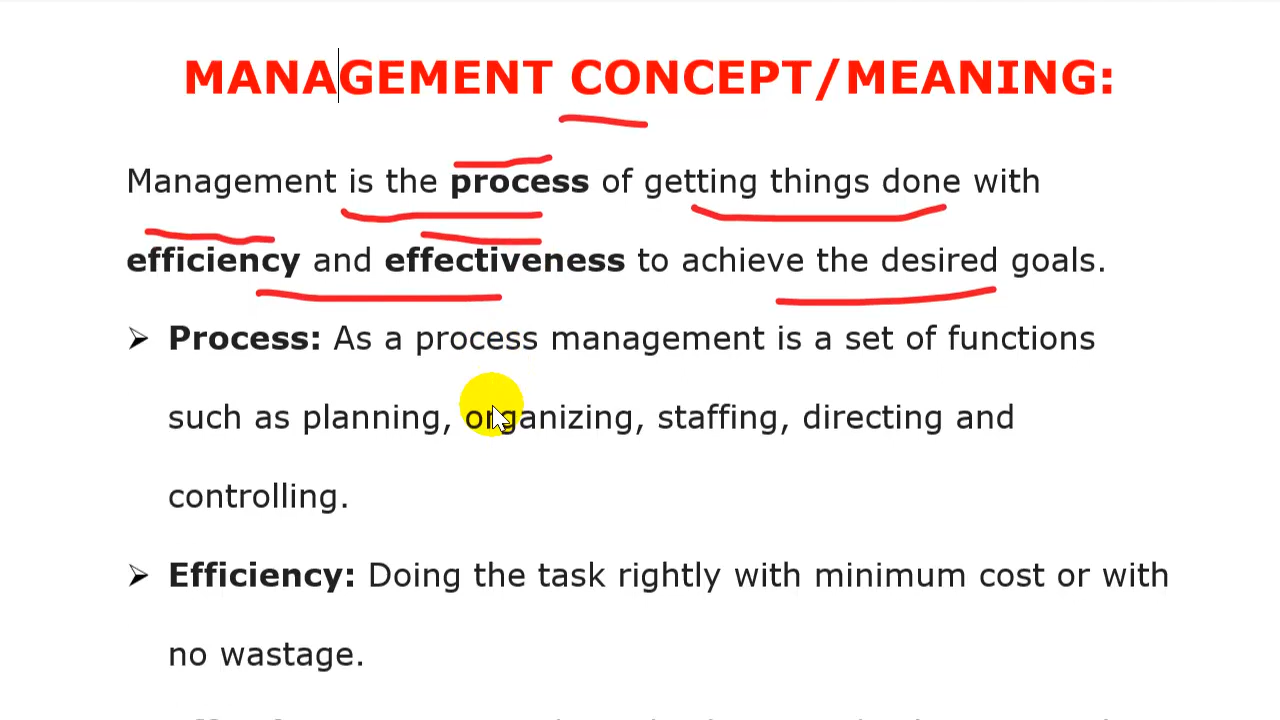 MANAGEMENT CONCEPT/MEANING:
Management is the process of getting things done with
efficiency and effectiveness to achieve the desired goals.
➢ Process: As a process management is a set of functions
such as planning, organizing, staffing, directing and
controlling.
➢ Efficiency: Doing the task rightly with minimum cost or with
no wastage.